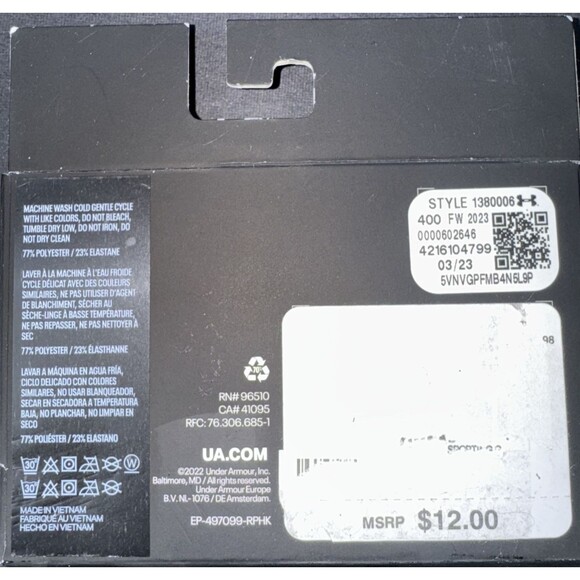 MACHINE WASH COLD GENTLE CYCLE
WITH LIKE COLORS, DO NOT BLEACH,
TUMBLE DRY LOW, DO NOT IRON, DO
NOT DRY CLEAN
77% POLYESTER / 23% ELASTANE
LAVER À LA MACHINE À L'EAU FROIDE
CYCLE DÉLICAT AVEC DES COULEURS
SIMILAIRES, NE PAS UTILISER D'AGENT
DE BLANCHIMENT, SÉCHER AU
SÈCHE-LINGE À BASSE TEMPÉRATURE,
NE PAS REPASSER, NE PAS NETTOYER À
SEC
77% POLYESTER / 23% ÉLASTHANNE
LAVAR A MÁQUINA EN AGUA FRÍA,
CICLO DELICADO CON COLORES
SIMILARES, NO USAR BLANQUEADOR,
SECAR EN SECADORA A TEMPERATURA
BAJA, NO PLANCHAR, NO LIMPIAR EN
SECO
77% POLIÉSTER / 23% ELASTANO
30° W
30°
MADE IN VIETNAM
FABRIQUÉ AU VIETNAM
HECHO EN VIETNAM
70%
RN# 96510
CA# 41095
RFC: 76.306.685-1
UA.COM
©2022 Under Armour, Inc.
Baltimore, MD / All rights reserved.
Under Armour Europe
B.V. NL-1076 / DE Amsterdam.
EP-497099-RPHK
STYLE 1380006
400 FW 2023
0000602646
4216104799
03/23
5VNVGPFMB4N5L9P
98
MSRP $12.00